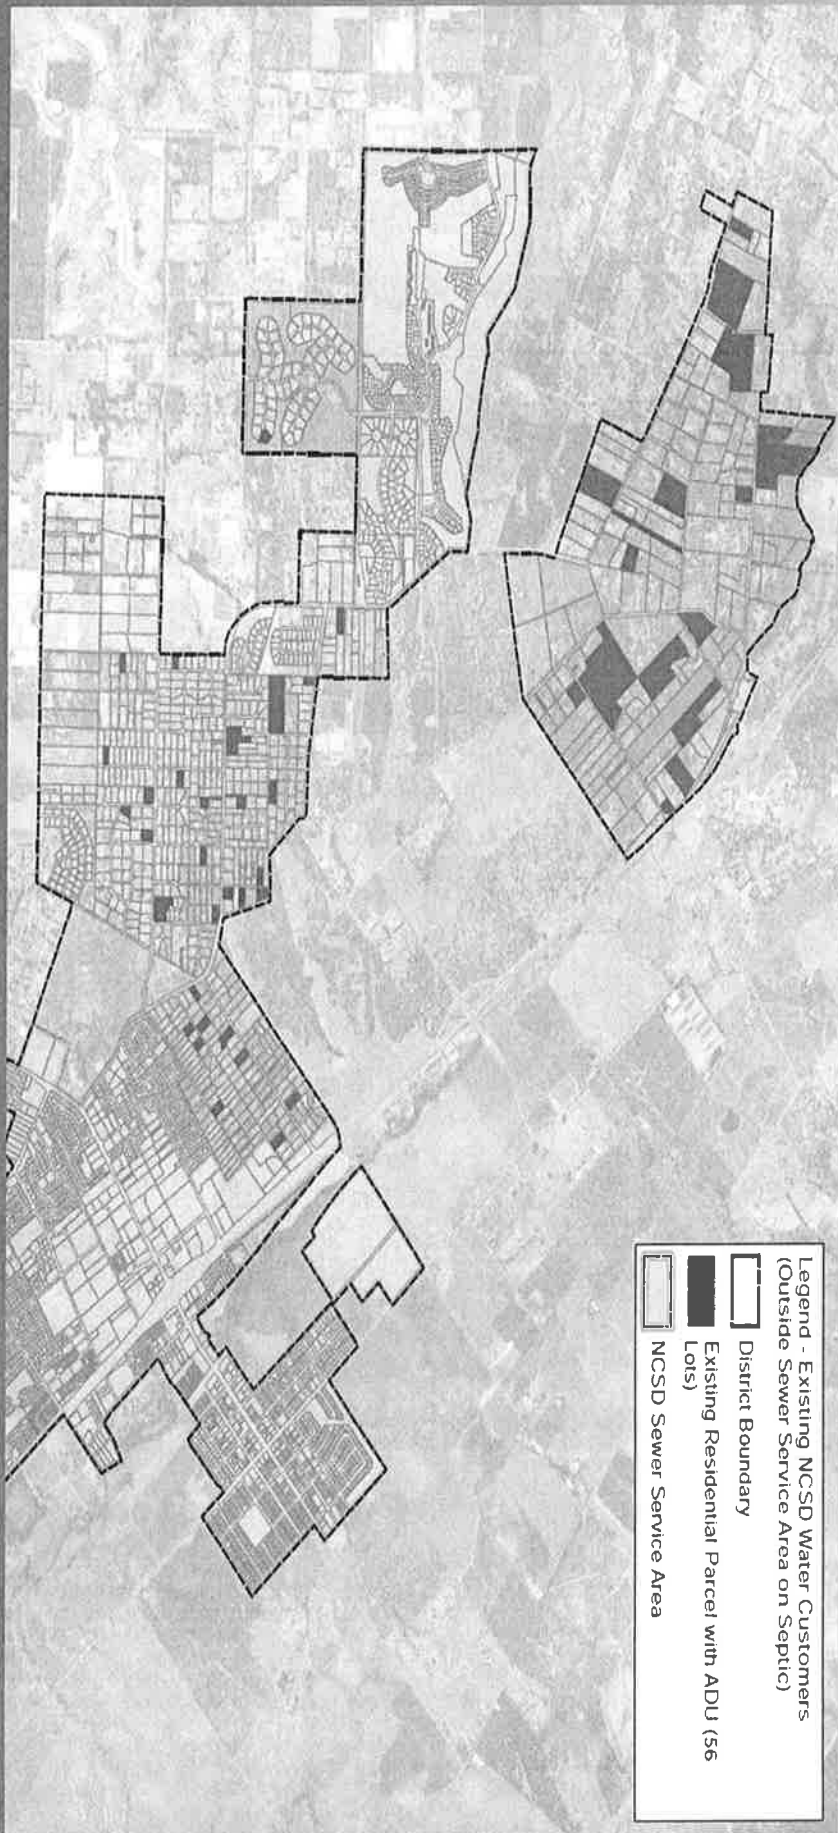 Legend - Existing NCSD Water Customers
(Outside Sewer Service Area on Septic)
District Boundary
Existing Residential Parcel with ADU (56
Lots)
NCSD Sewer Service Area